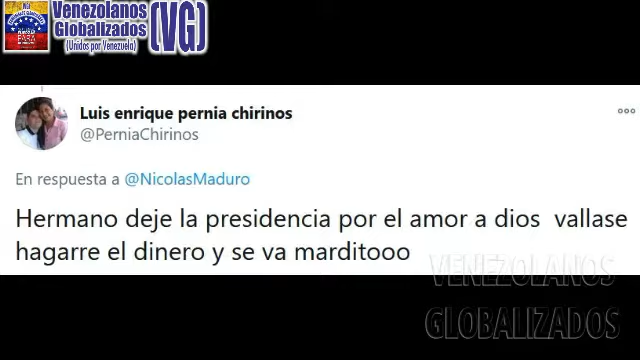 Venezolanos
Globalizados
(Unidos por Venezuela)
(VG)
Luis enrique pernia chirinos
@PerniaChirinos
En respuesta a @NicolasMaduro
Hermano deje la presidencia por el amor a dios vallase
hagarre el dinero y se va marditooo
VENEZOLANOS
GLOBALIZADOS